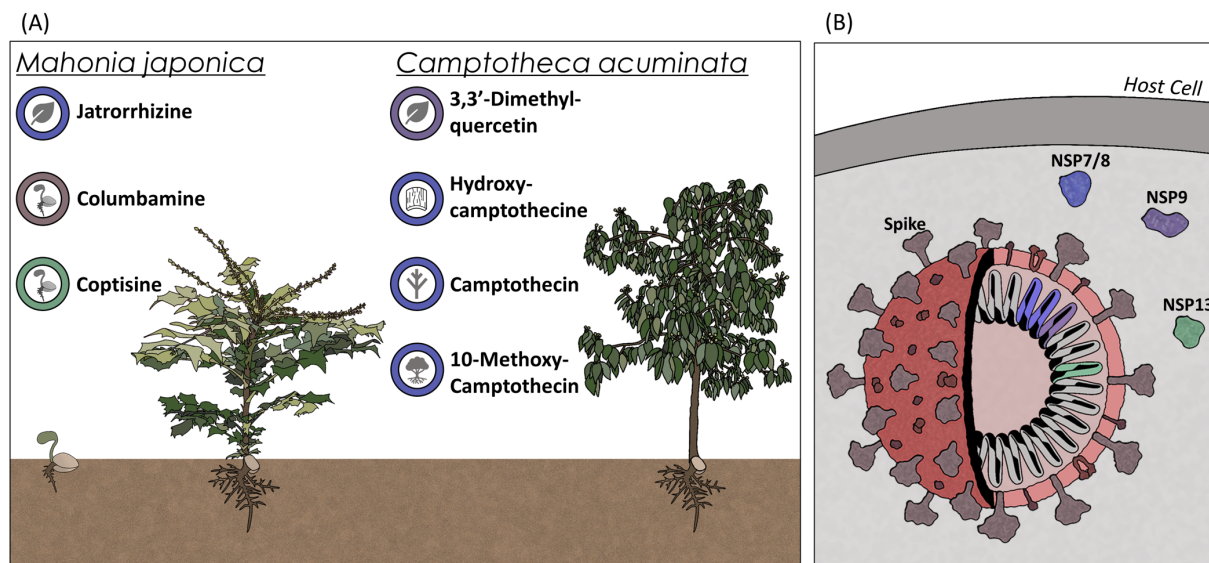 (A)
(B)
Mahonia japonica
Jatrorrhizine
Columbamine
Coptisine
Camptotheca acuminata
3,3’-Dimethyl-
quercetin
Hydroxy-
camptothecine
Camptothecin
10-Methoxy-
Camptothecin
Host Cell
NSP7/8
NSP9
Spike
NSP13